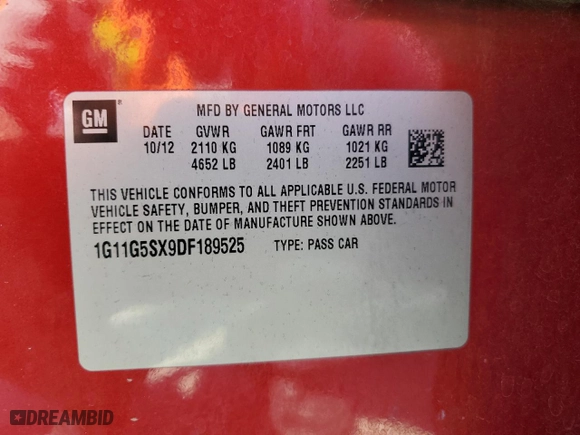 GM
MFD BY GENERAL MOTORS LLC
DATE GVWR GAWR FRT GAWR RR
10/12 2110 KG 1089 KG 1021 KG
4652 LB 2401 LB 2251 LB
THIS VEHICLE CONFORMS TO ALL APPLICABLE U.S. FEDERAL MOTOR
VEHICLE SAFETY, BUMPER, AND THEFT PREVENTION STANDARDS IN
EFFECT ON THE DATE OF MANUFACTURE SHOWN ABOVE.
1G11G5SX9DF189525 TYPE: PASS CAR
DREAMBID